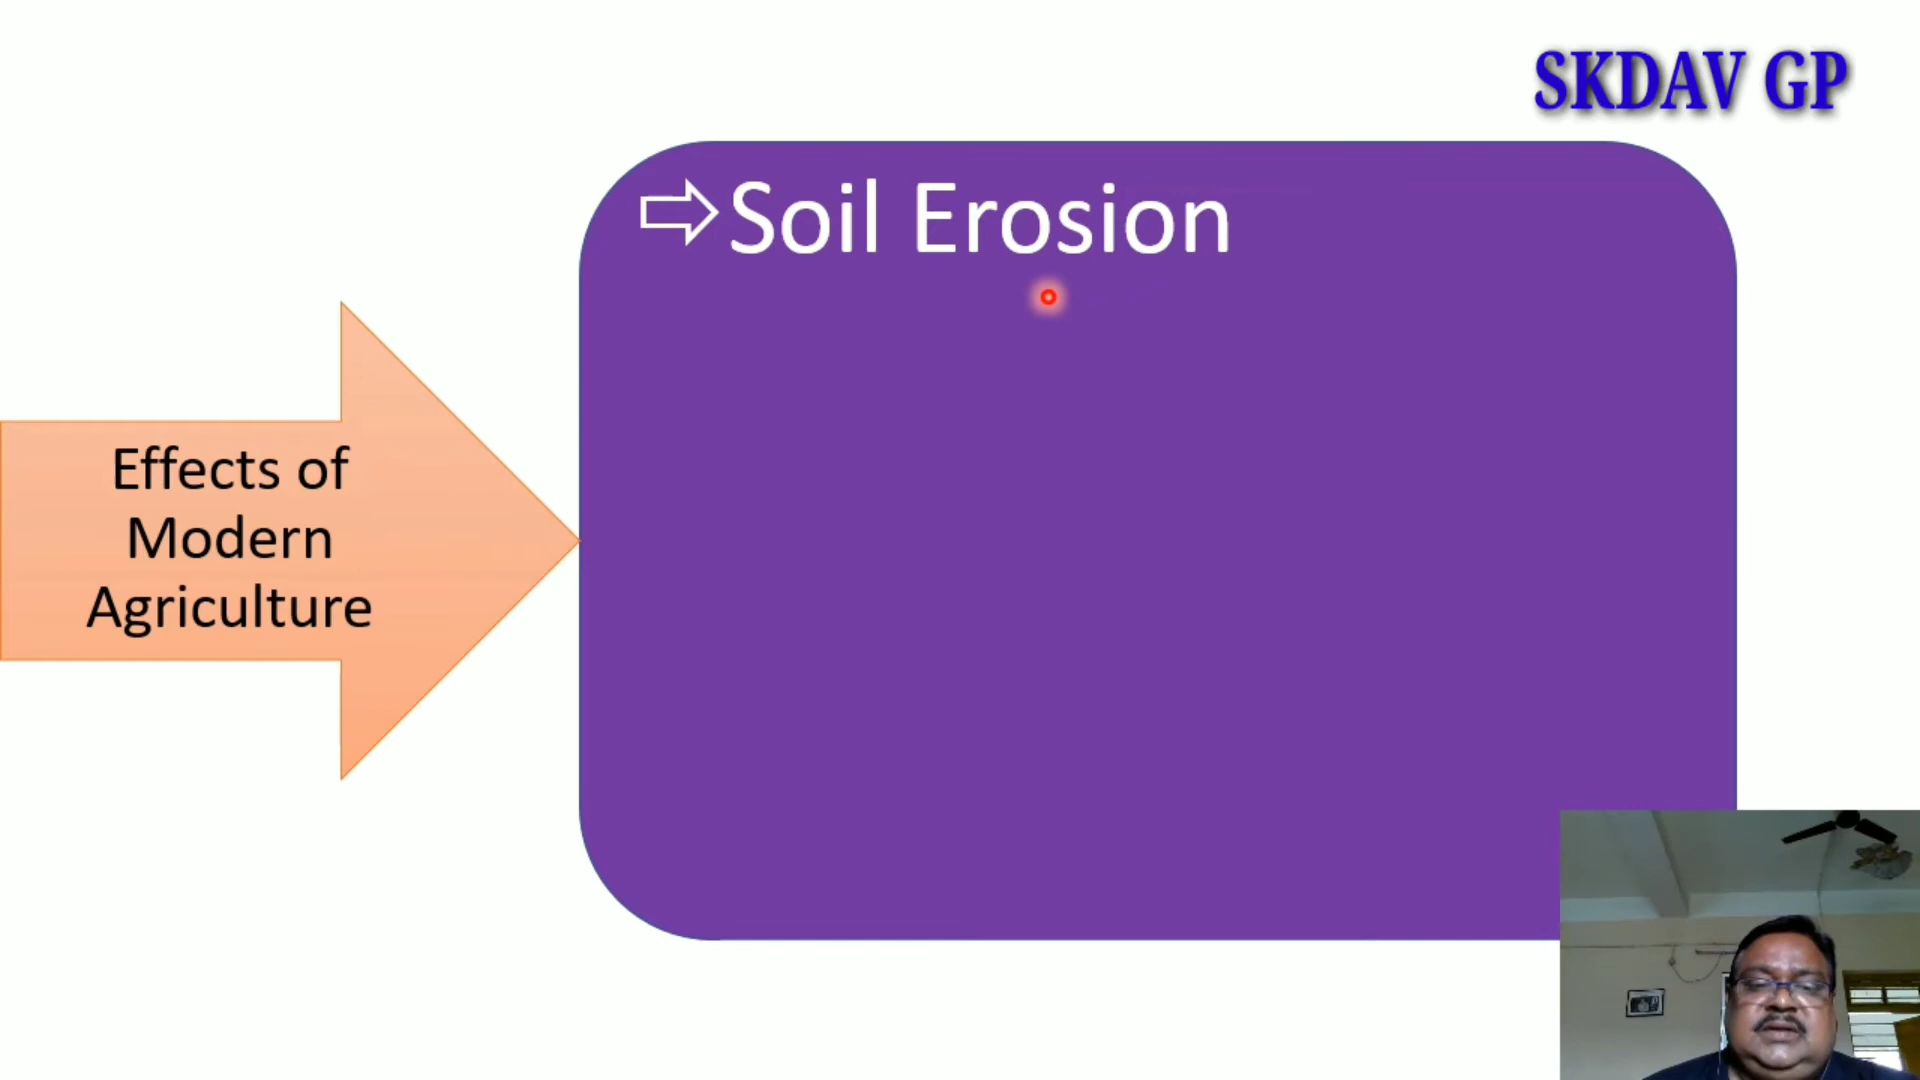 SKDAV GP
⇨Soil Erosion
Effects of
Modern
Agriculture